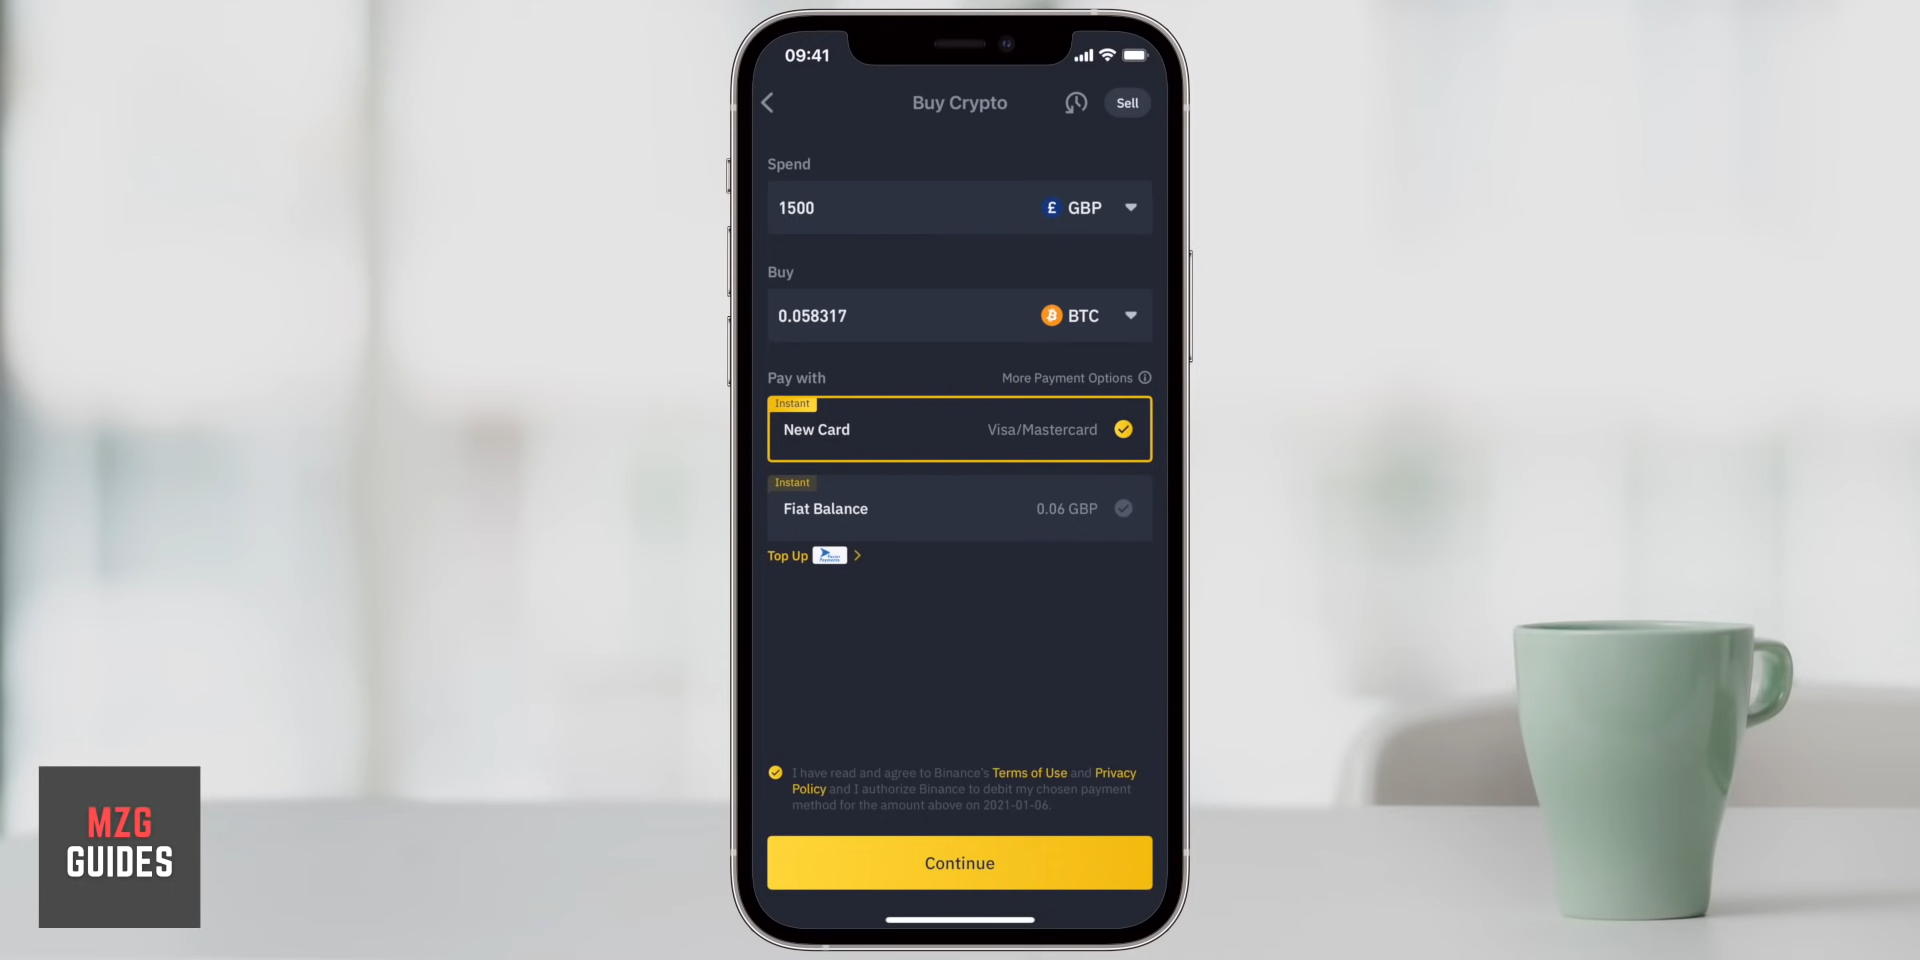 09:41
Buy Crypto
Sell
Spend
1500
£ GBP
Buy
0.058317
BTC
Pay with
More Payment Options
Instant
New Card
Visa/Mastercard
Instant
Fiat Balance
0.06 GBP
Top Up
I have read and agree to Binance's Terms of Use and Privacy
Policy and I authorize Binance to debit my chosen payment
method for the amount above on 2021-01-06.
Continue
MZG
GUIDES